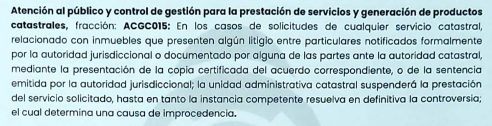 Atención al público y control de gestión para la prestación de servicios y generación de productos
catastrales, fracción: ACGC015: En los casos de solicitudes de cualquier servicio catastral,
relacionado con inmuebles que presenten algún litigio entre particulares notificados formalmente
por la autoridad jurisdiccional o documentado por alguna de las partes ante la autoridad catastral,
mediante la presentación de la copia certificada del acuerdo correspondiente, o de la sentencia
emitida por la autoridad jurisdiccional; la unidad administrativa catastral suspenderá la prestación
del servicio solicitado, hasta en tanto la instancia competente resuelva en definitiva la controversia;
el cual determina una causa de improcedencia.